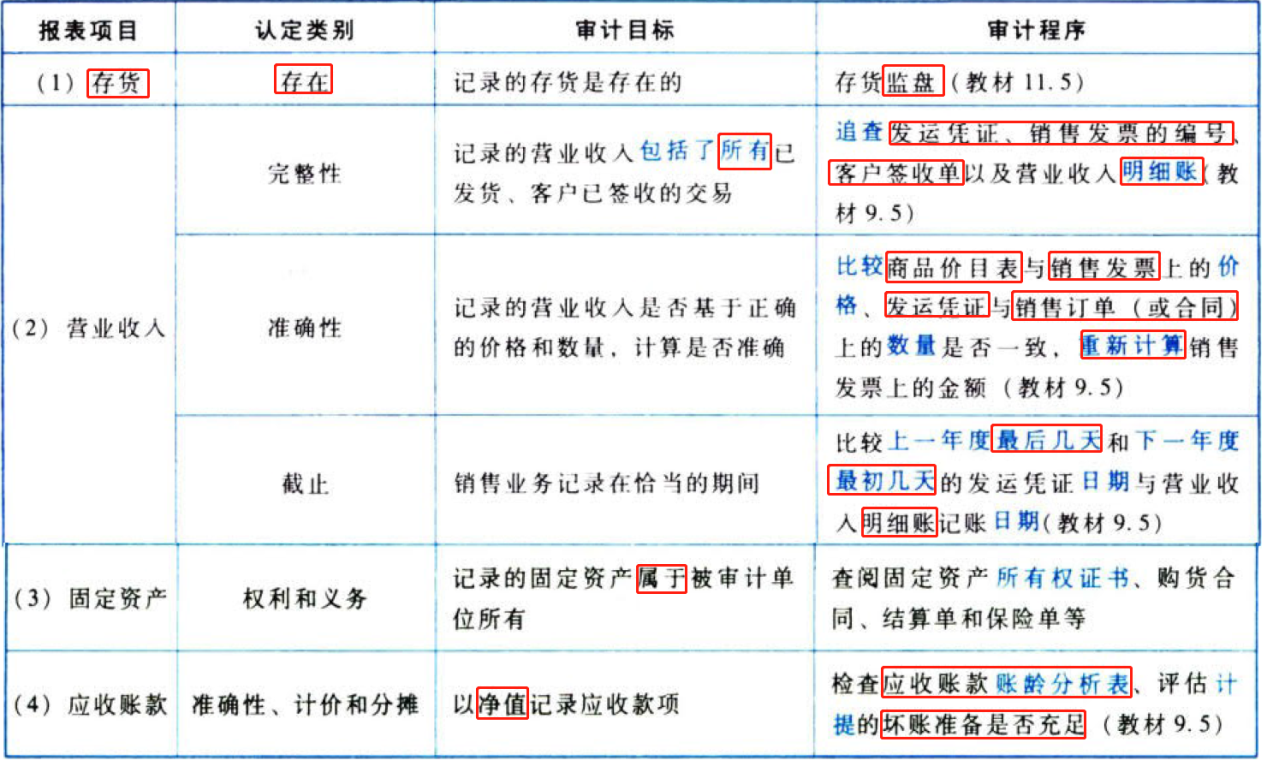 报表项目 认定类别 审计目标 审计程序
（1）存货 存在 记录的存货是存在的 存货监盘（教材 11.5）
（2）营业收入
完整性
记录的营业收入包括了所有已
发货、客户已签收的交易
追查发运凭证、销售发票的编号、
客户签收单以及营业收入明细账（教
材 9.5）
准确性
记录的营业收入是否基于正确
的价格和数量，计算是否准确
比较商品价目表与销售发票上的价
格、发运凭证与销售订单（或合同）
上的数量是否一致，重新计算销售
发票上的金额（教材 9.5）
截止
销售业务记录在恰当的期间
比较上一年度最后几天和下一年度
最初几天的发运凭证日期与营业收
入明细账记账日期（教材 9.5）
（3）固定资产
权利和义务
记录的固定资产属于被审计单
位所有
查阅固定资产所有权证书、购货合
同、结算单和保险单等
（4）应收账款
准确性、计价和分摊
以净值记录应收款项
检查应收账款账龄分析表、评估计
提的坏账准备是否充足（教材 9.5）